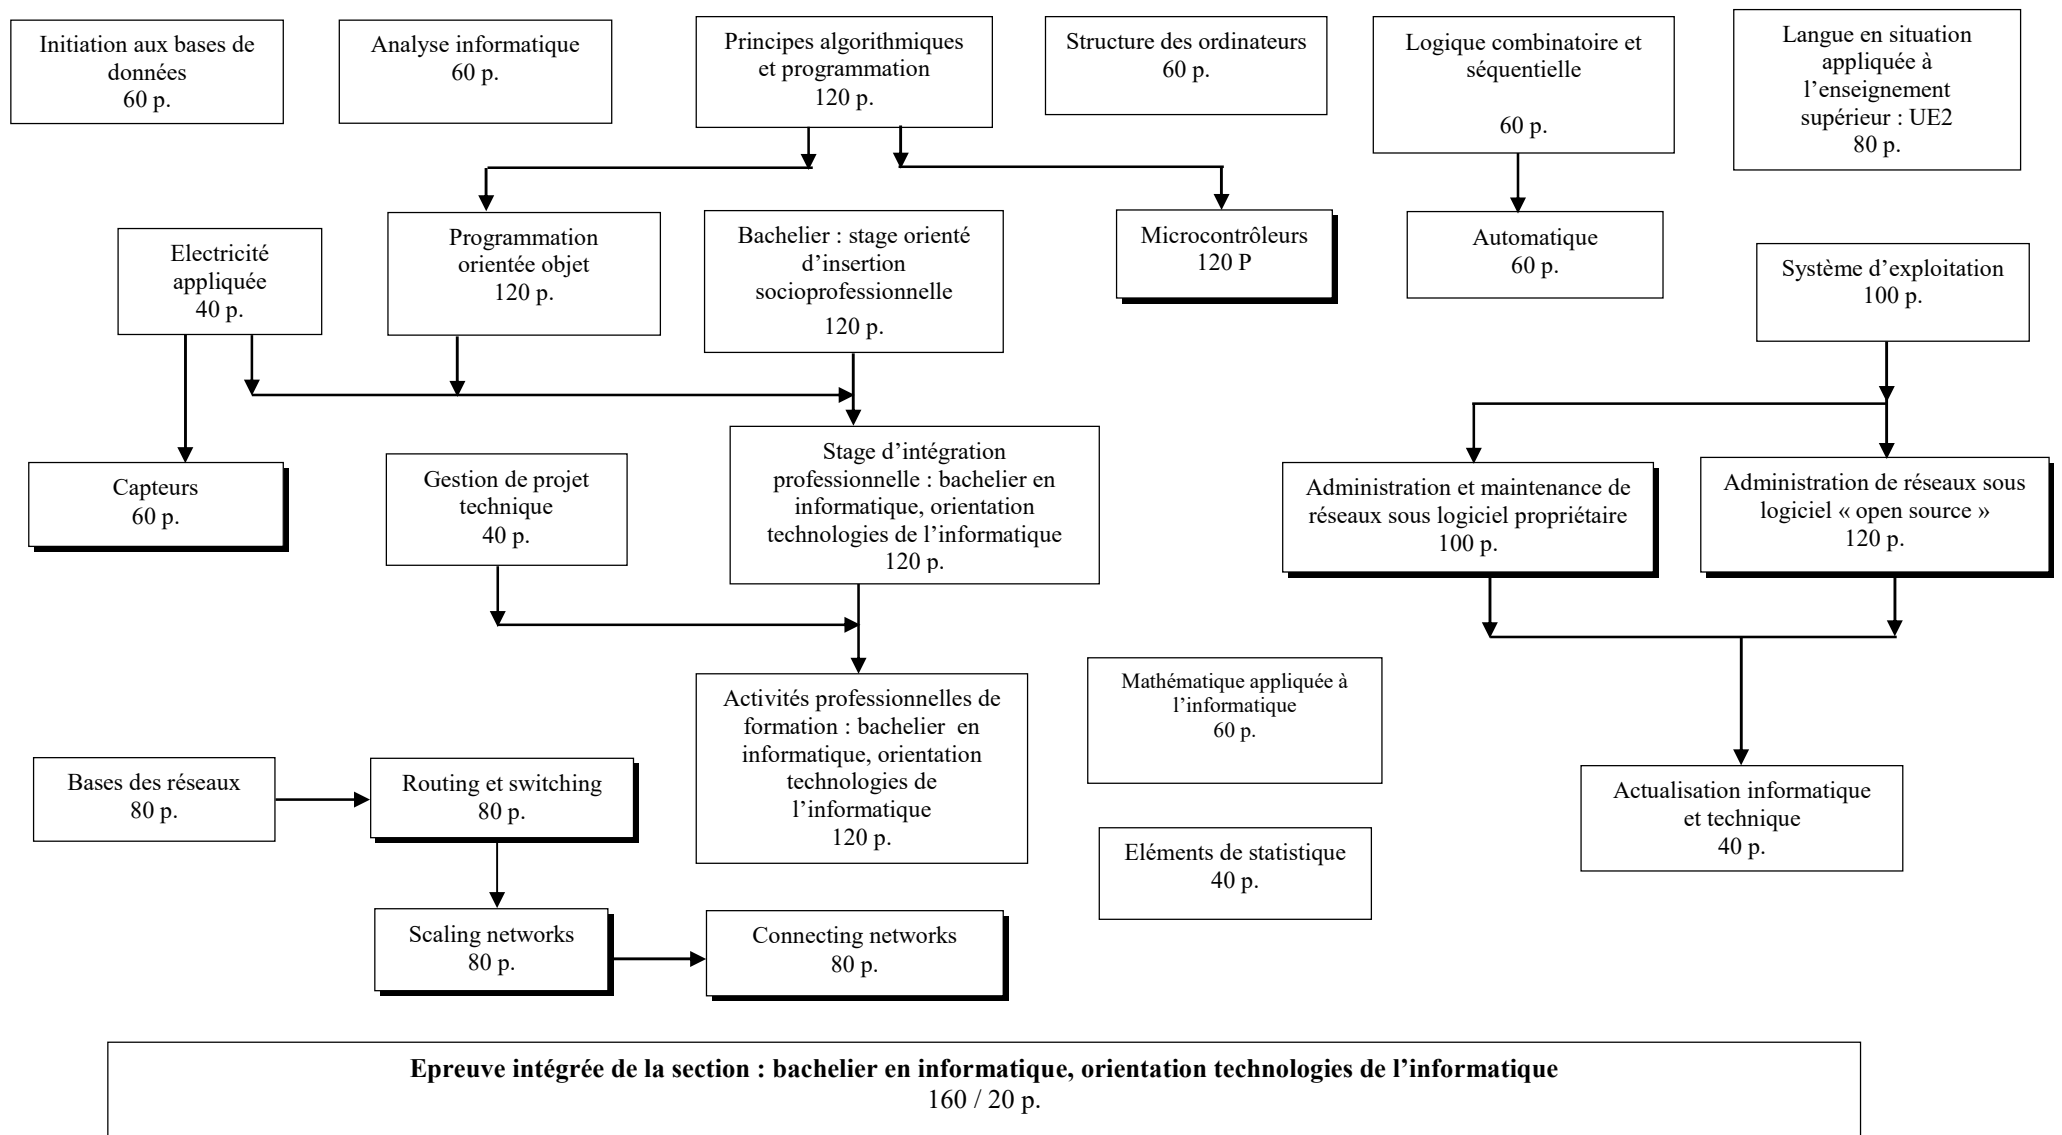 Initiation aux bases de
données
60 p.
Analyse informatique
60 p.
Principes algorithmiques
et programmation
120 p.
Structure des ordinateurs
60 p.
Logique combinatoire et
séquentielle
60 p.
Langue en situation
appliquée à
l’enseignement
supérieur : UE2
80 p.
Electricité
appliquée
40 p.
Programmation
orientée objet
120 p.
Bachelier : stage orienté
d’insertion
socioprofessionnelle
120 p.
Microcontrôleurs
120 P
Automatique
60 p.
Système d’exploitation
100 p.
Capteurs
60 p.
Gestion de projet
technique
40 p.
Stage d’intégration
professionnelle : bachelier en
informatique, orientation
technologies de l’informatique
120 p.
Administration et maintenance de
réseaux sous logiciel propriétaire
100 p.
Administration de réseaux sous
logiciel « open source »
120 p.
Activités professionnelles de
formation : bachelier en
informatique, orientation
technologies de
l’informatique
120 p.
Mathématique appliquée à
l’informatique
60 p.
Bases des réseaux
80 p.
Routing et switching
80 p.
Actualisation informatique
et technique
40 p.
Eléments de statistique
40 p.
Scaling networks
80 p.
Connecting networks
80 p.
Epreuve intégrée de la section : bachelier en informatique, orientation technologies de l’informatique
160 / 20 p.